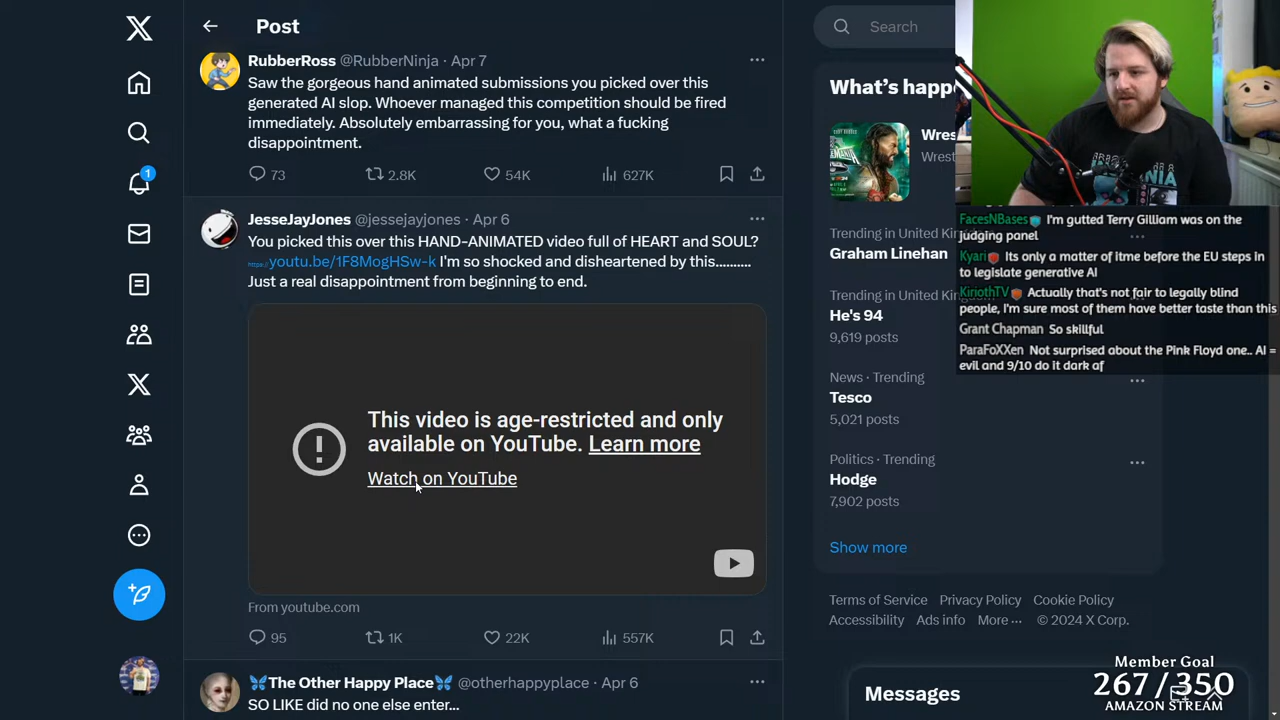 Post
RubberRoss @RubberNinja · Apr 7
Saw the gorgeous hand animated submissions you picked over this
generated AI slop. Whoever managed this competition should be fired
immediately. Absolutely embarrassing for you, what a fucking
disappointment.
73 2.8K 54K 627K
JesseJayJones @jessejayjones · Apr 6
You picked this over this HAND-ANIMATED video full of HEART and SOUL?
https://youtu.be/1F8MogHSw-k I'm so shocked and disheartened by this..........
Just a real disappointment from beginning to end.
This video is age-restricted and only
available on YouTube. Learn more
Watch on YouTube
From youtube.com
95 1K 22K 557K
🦋The Other Happy Place🦋 @otherhappyplace · Apr 6
SO LIKE did no one else enter...
1
Search
What's happ
Wres
Wrest
Trending in United King
Graham Linehan
Trending in United King
He's 94
9,619 posts
News · Trending
Tesco
5,021 posts
Politics · Trending
Hodge
7,902 posts
Show more
Terms of Service Privacy Policy Cookie Policy
Accessibility Ads info More ··· © 2024 X Corp.
Messages
FacesNBases I'm gutted Terry Gilliam was on the
judging panel
Kyari Its only a matter of itme before the EU steps in
to legislate generative AI
KiriothTV Actually that's not fair to legally blind
people, I'm sure most of them have better taste than this
Grant Chapman So skillful
ParaFoXXen Not surprised about the Pink Floyd one.. AI =
evil and 9/10 do it dark af
Member Goal
267/350
AMAZON STREAM